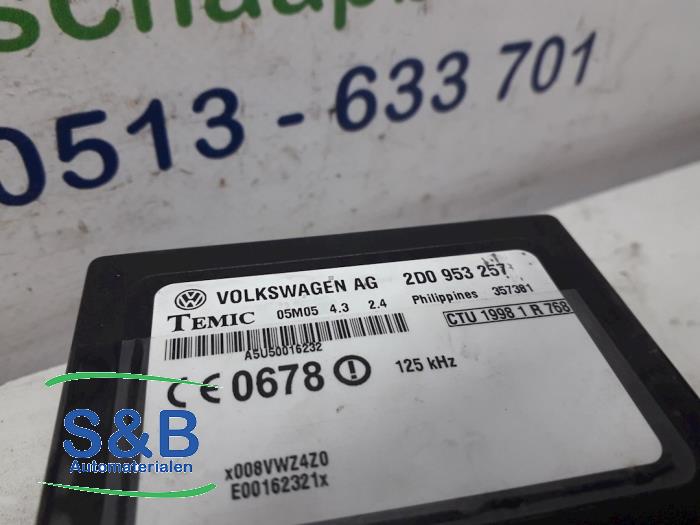 0513 - 633 701
VOLKSWAGEN AG 2D0 953 257
TEMIC 05M05 4.3 2.4 Philippines 357381
A5U50016232
CTU 1998 1 R 768
CE 0678 125 kHz
x008VWZ4Z0
E00162321x
S&B
Automaterialen